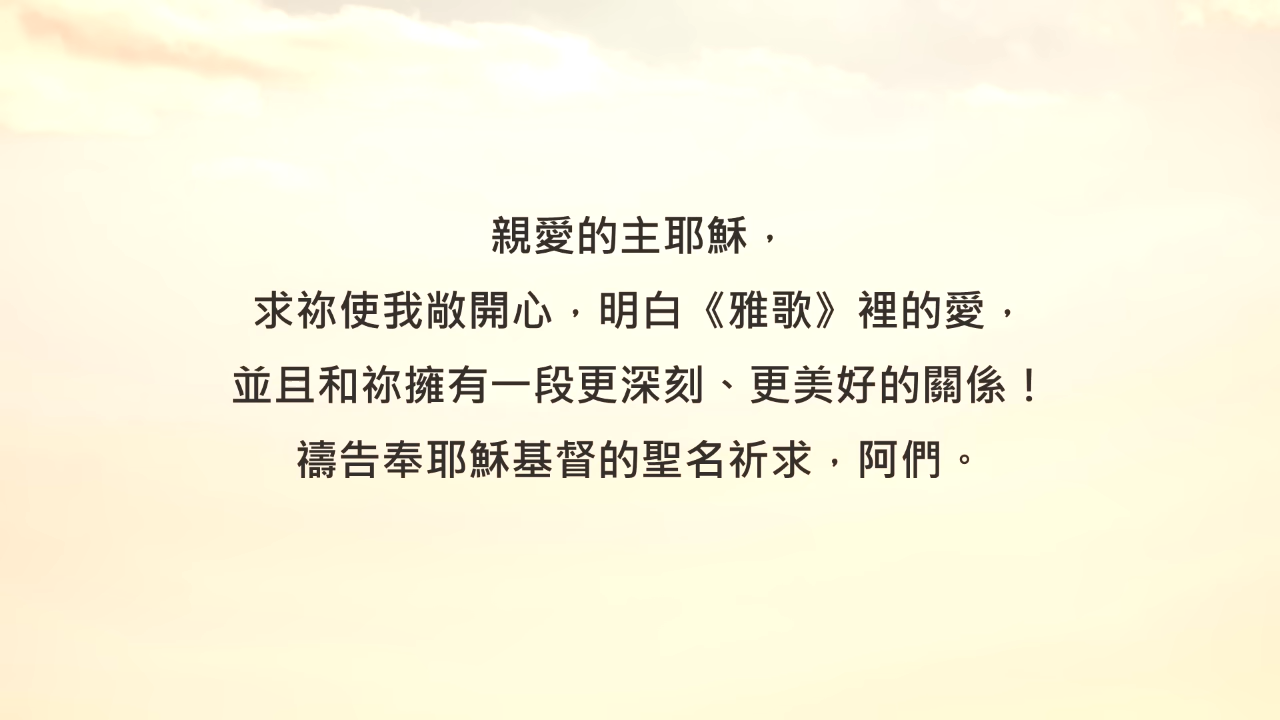 親愛的主耶穌，
求祢使我敞開心，明白《雅歌》裡的愛，
並且和祢擁有一段更深刻、更美好的關係！
禱告奉耶穌基督的聖名祈求，阿們。